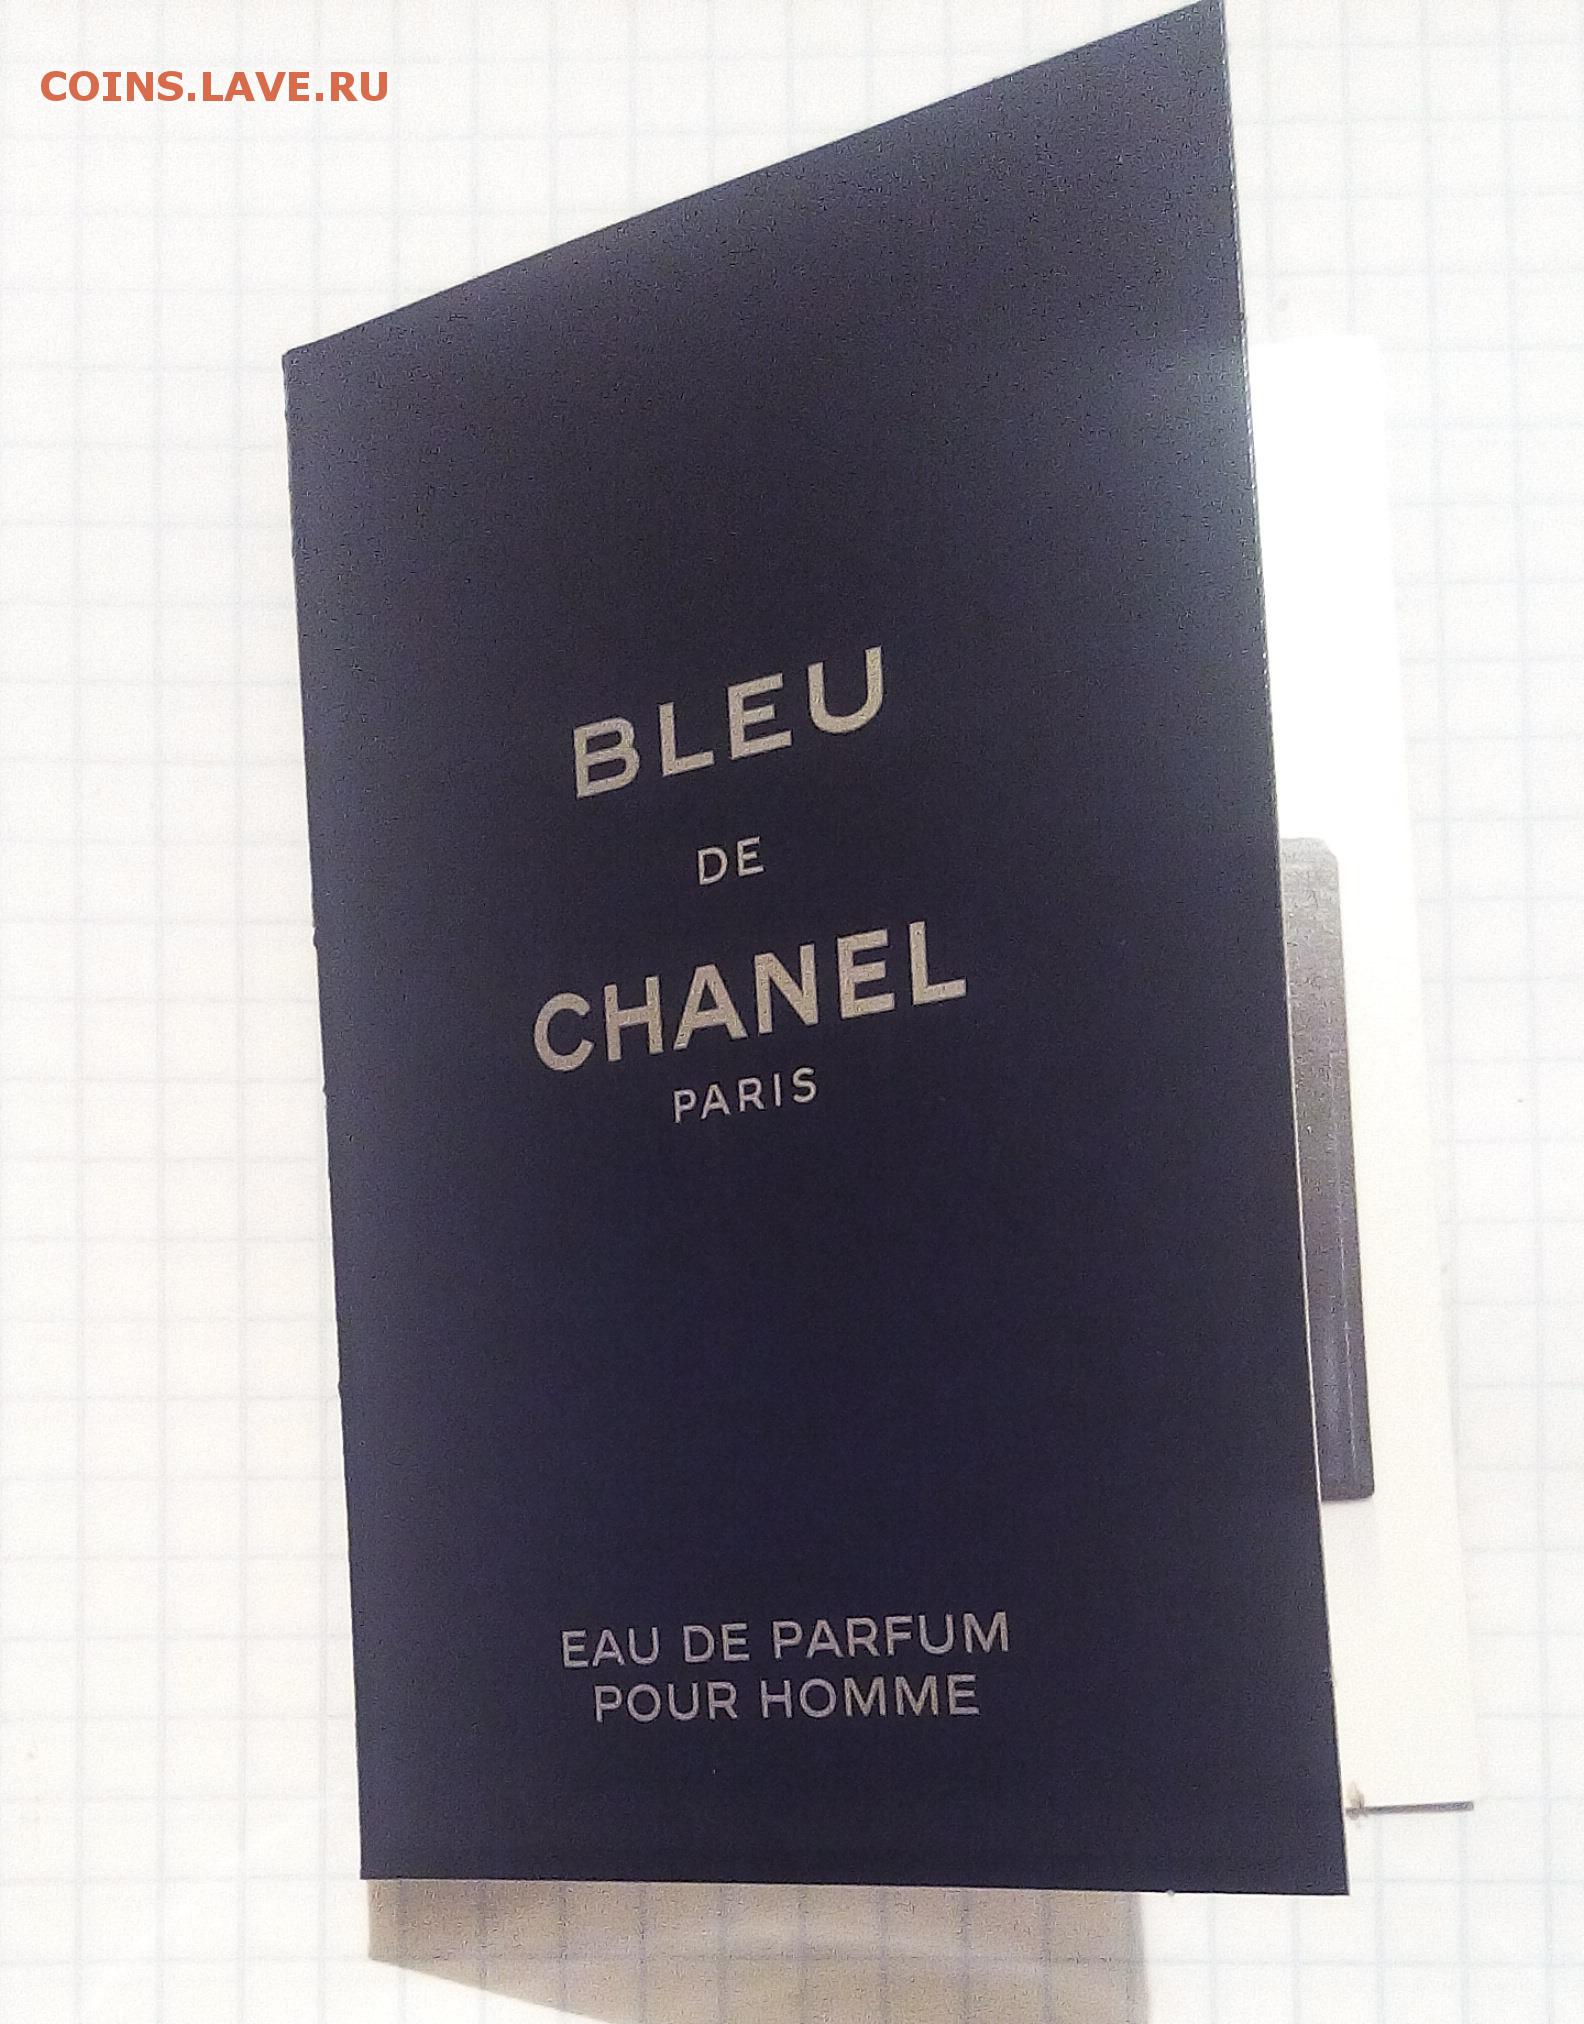 COINS.LAVE.RU
BLEU
DE
CHANEL
PARIS
EAU DE PARFUM
POUR HOMME